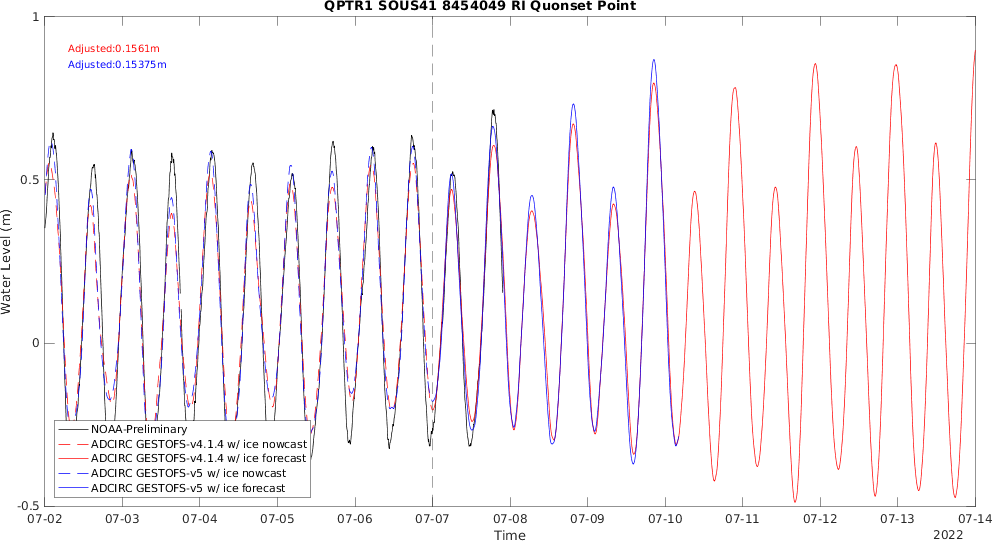 QPTR1 SOUS41 8454049 RI Quonset Point
Adjusted:0.1561m
Adjusted:0.15375m
Water Level (m)
1
0.5
0
-0.5
NOAA-Preliminary
ADCIRC GESTOFS-v4.1.4 w/ ice nowcast
ADCIRC GESTOFS-v4.1.4 w/ ice forecast
ADCIRC GESTOFS-v5 w/ ice nowcast
ADCIRC GESTOFS-v5 w/ ice forecast
07-02 07-03 07-04 07-05 07-06 07-07 07-08 07-09 07-10 07-11 07-12 07-13 07-14
Time
2022